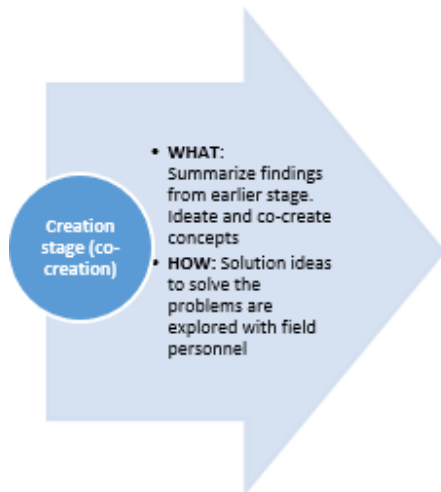 Creation
stage (co-
creation)
• WHAT:
Summarize findings
from earlier stage.
Ideate and co-create
concepts
• HOW: Solution ideas
to solve the
problems are
explored with field
personnel